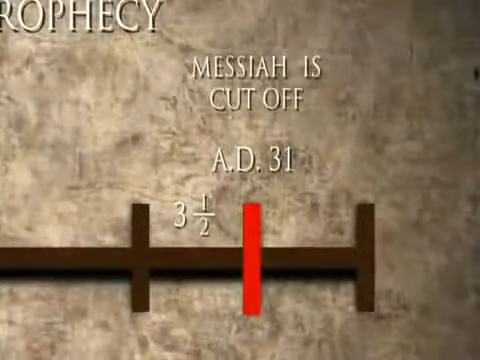 ROPHECY
MESSIAH IS
CUT OFF
A.D. 31
3 1/2